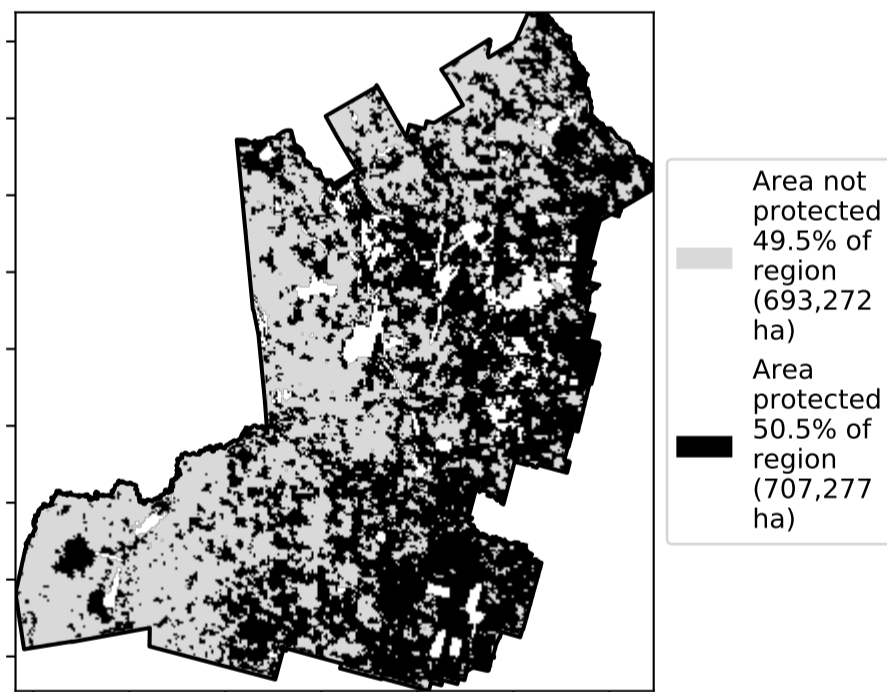 Area not
protected
49.5% of
region
(693,272
ha)
Area
protected
50.5% of
region
(707,277
ha)